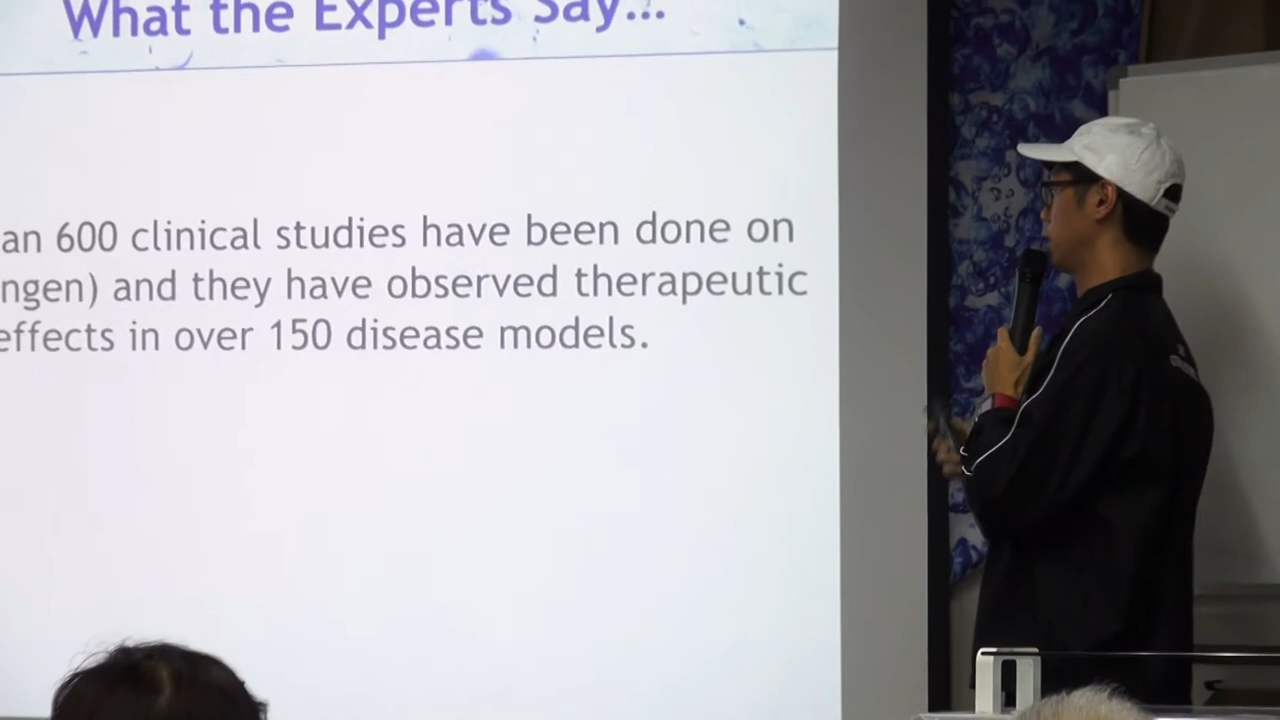 What the Experts Say...
an 600 clinical studies have been done on
ngen) and they have observed therapeutic
effects in over 150 disease models.